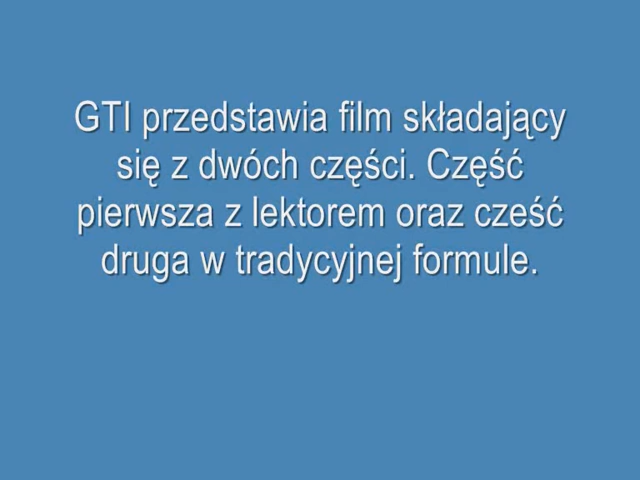 GTI przedstawia film składający
się z dwóch części. Część
pierwsza z lektorem oraz cześć
druga w tradycyjnej formule.